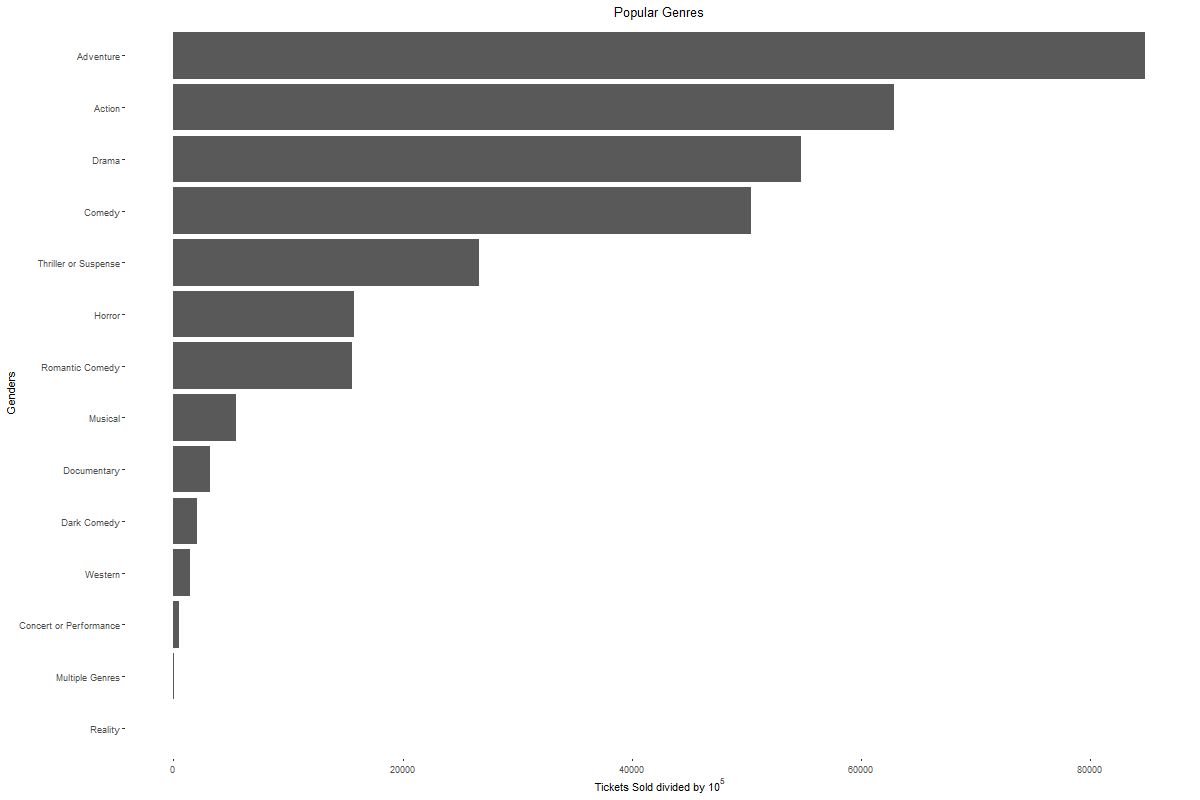 Popular Genres
Adventure
Action
Drama
Comedy
Thriller or Suspense
Horror
Romantic Comedy
Musical
Documentary
Dark Comedy
Western
Concert or Performance
Multiple Genres
Reality
Genders
0 20000 40000 60000 80000
Tickets Sold divided by 10⁵